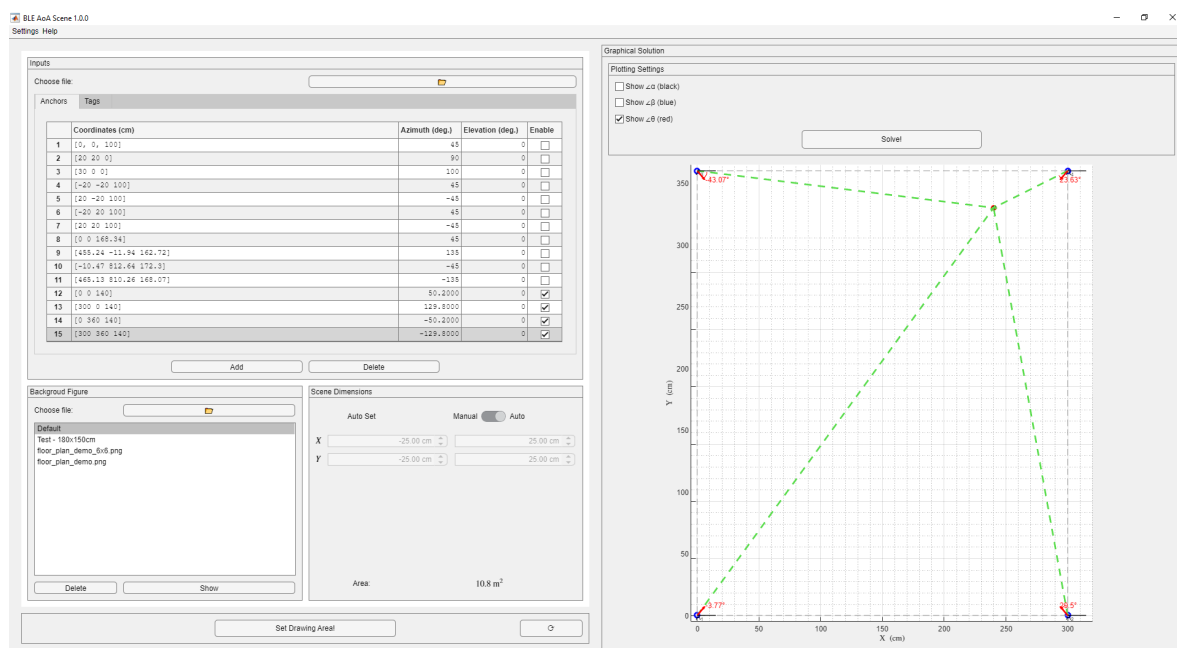 BLE AoA Scene 1.0.0
Settings Help
Inputs
Choose file:
Anchors Tags
Coordinates (cm) Azimuth (deg.) Elevation (deg.) Enable
1 [0, 0, 100] 45 0
2 [20 20 0] 90 0
3 [30 0 0] 100 0
4 [-20 -20 100] 45 0
5 [20 -20 100] -45 0
6 [-20 20 100] 45 0
7 [20 20 100] -45 0
8 [0 0 168.34] 45 0
9 [455.24 -11.94 162.72] 135 0
10 [-10.47 812.64 172.3] -45 0
11 [465.13 810.26 168.07] -135 0
12 [0 0 140] 50.2000 0
13 [300 0 140] 129.8000 0
14 [0 360 140] -50.2000 0
15 [300 360 140] -129.8000 0
Add Delete
Backgroud Figure
Choose file:
Default
Test - 180x150cm
floor_plan_demo_6x6.png
floor_plan_demo.png
Delete Show
Scene Dimensions
Auto Set Manual Auto
X -25.00 cm 25.00 cm
Y -25.00 cm 25.00 cm
Area: 10.8 m²
Set Drawing Area!
Graphical Solution
Plotting Settings
Show ∠α (black)
Show ∠β (blue)
Show ∠θ (red)
Solve!
350
300
250
200
150
100
50
0
Y (cm)
-43.07°
23.63°
-3.77°
0 50 100 150 200 250 300
X (cm)